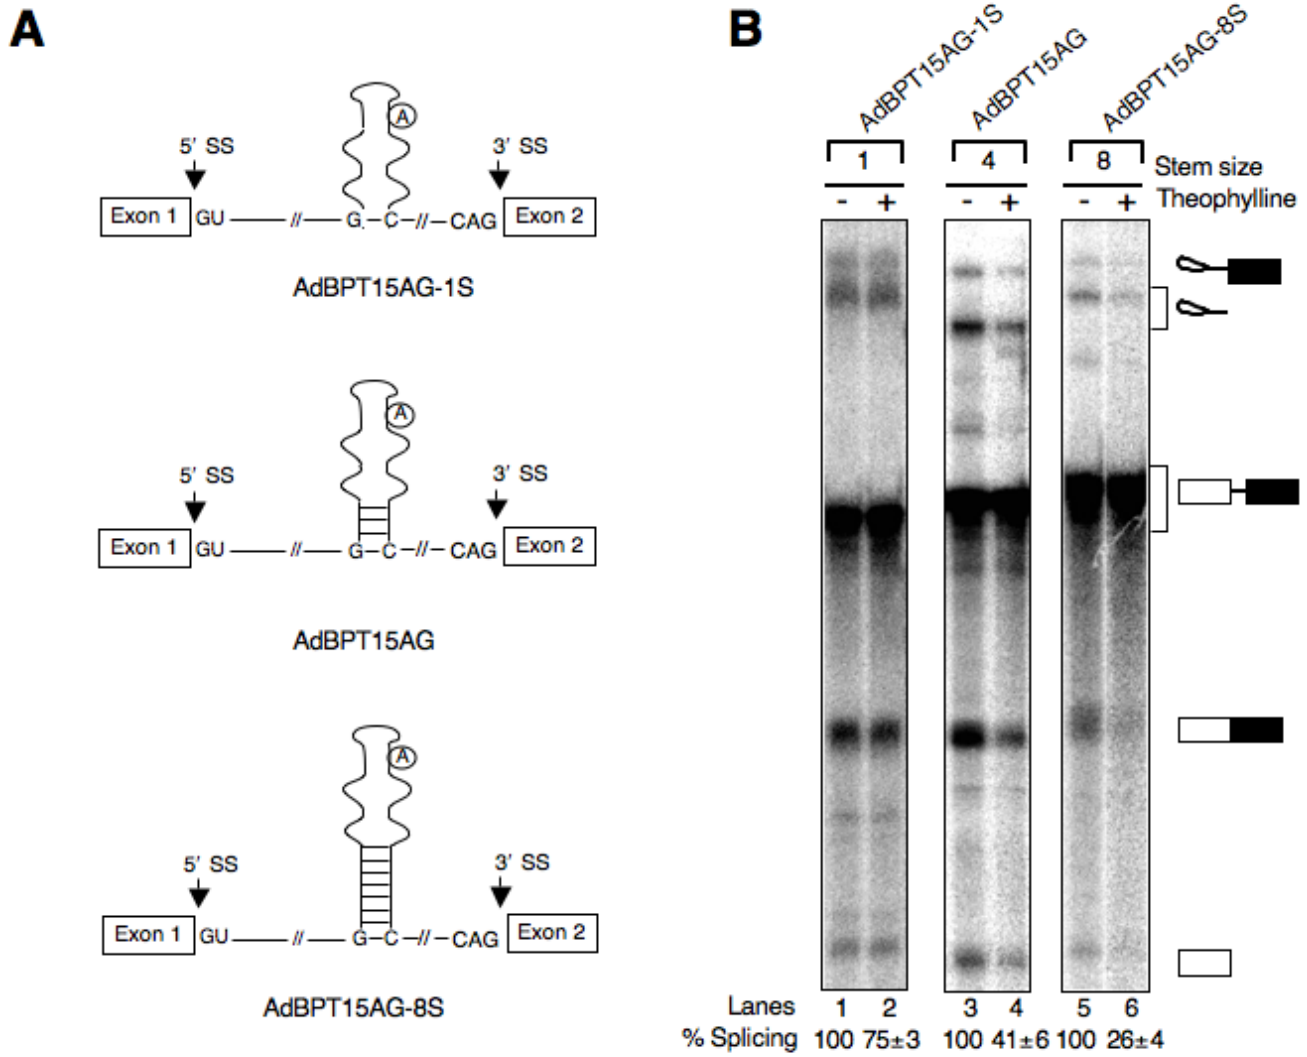 A
5' SS
3' SS
A
Exon 1 GU // G C // CAG Exon 2
AdBPT15AG-1S
5' SS
3' SS
A
Exon 1 GU // G C // CAG Exon 2
AdBPT15AG
5' SS
3' SS
A
Exon 1 GU // G C // CAG Exon 2
AdBPT15AG-8S
B
AdBPT15AG-1S
AdBPT15AG
AdBPT15AG-8S
1 4 8 Stem size
- + - + - + Theophylline
Lanes 1 2 3 4 5 6
% Splicing 100 75±3 100 41±6 100 26±4